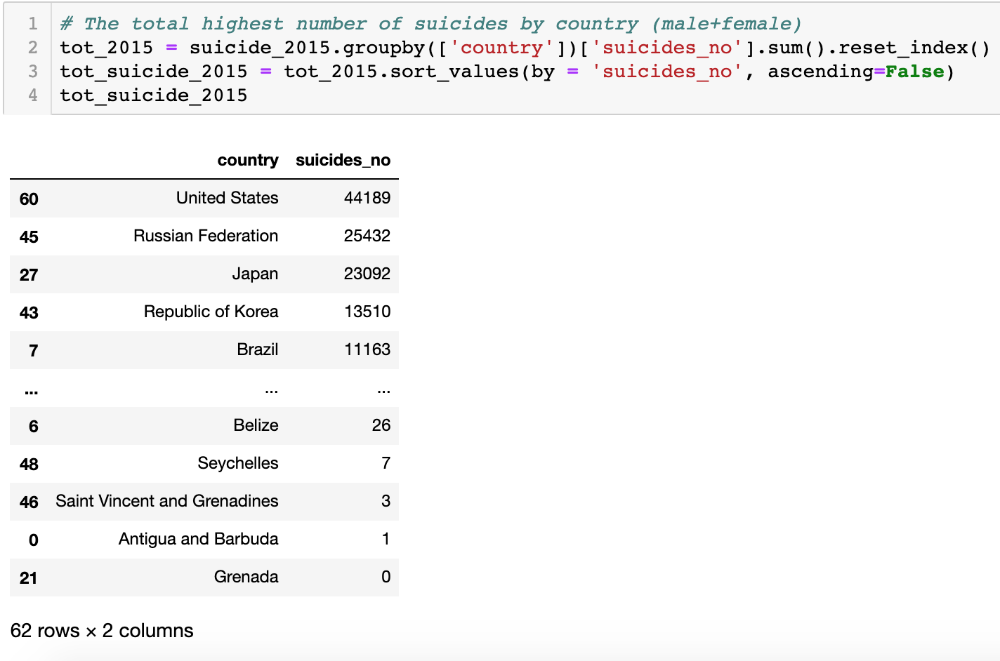 1 # The total highest number of suicides by country (male+female)
2 tot_2015 = suicide_2015.groupby(['country'])['suicides_no'].sum().reset_index()
3 tot_suicide_2015 = tot_2015.sort_values(by = 'suicides_no', ascending=False)
4 tot_suicide_2015
country suicides_no
60 United States 44189
45 Russian Federation 25432
27 Japan 23092
43 Republic of Korea 13510
7 Brazil 11163
... ... ...
6 Belize 26
48 Seychelles 7
46 Saint Vincent and Grenadines 3
0 Antigua and Barbuda 1
21 Grenada 0
62 rows × 2 columns